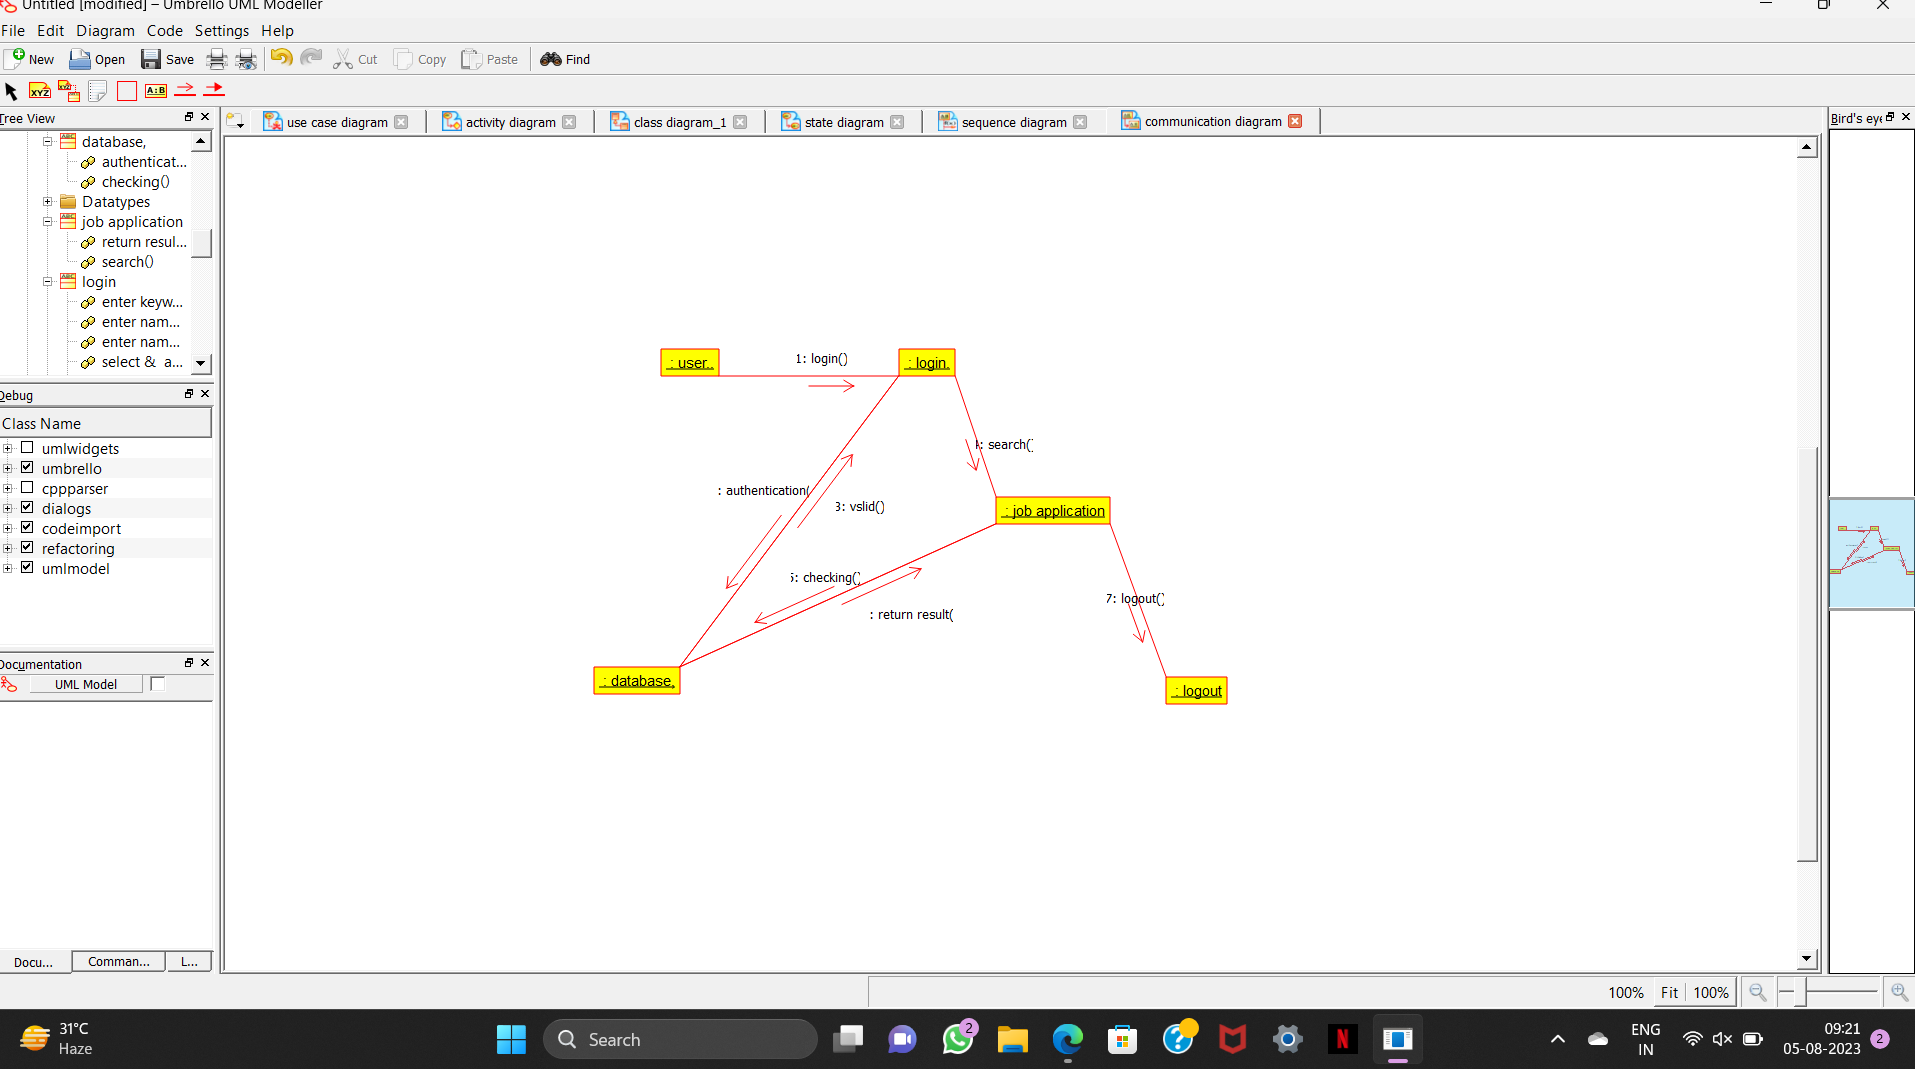 Untitled [modified] – Umbrello UML Modeller
File Edit Diagram Code Settings Help
New Open Save Cut Copy Paste Find
XYZ XYZ A:B
Tree View
database,
authenticat...
checking()
Datatypes
job application
return resul...
search()
login
enter keyw...
enter nam...
enter nam...
select & a...
Debug
Class Name
umlwidgets
umbrello
cppparser
dialogs
codeimport
refactoring
umlmodel
Documentation
UML Model
Docu... Comman... L...
use case diagram activity diagram class diagram_1 state diagram sequence diagram communication diagram
Bird's eye
: user..
1: login()
: login.
4: search()
: authentication(
3: vslid()
: job application
5: checking()
: return result(
7: logout()
: database,
: logout
100% Fit 100%
31°C
Haze
Search
2
N
ENG
IN
09:21
05-08-2023
2